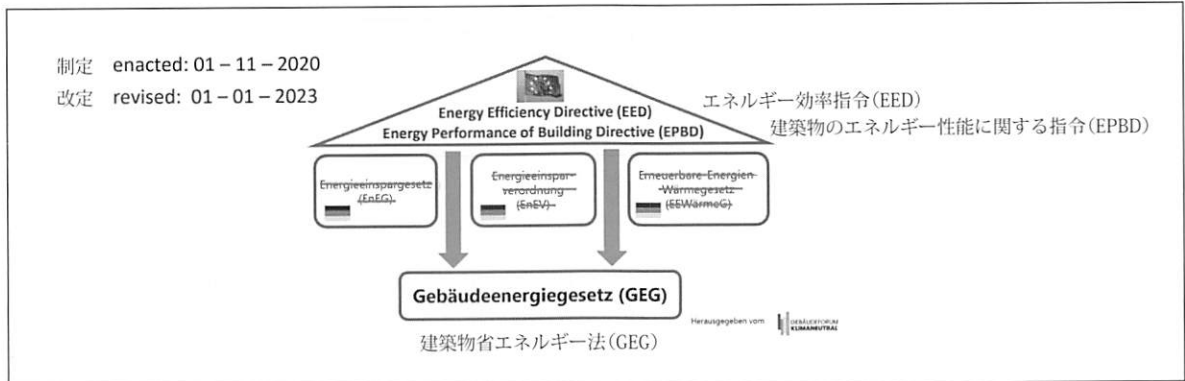 制定 enacted: 01 – 11 – 2020
改定 revised: 01 – 01 – 2023
Energy Efficiency Directive (EED)
Energy Performance of Building Directive (EPBD)
エネルギー効率指令(EED)
建築物のエネルギー性能に関する指令(EPBD)
Energieeinspargesetz
(EnEG)
Energieeinspar-
verordnung
(EnEV)
Erneuerbare-Energien
-Wärmegesetz
(EEWärmeG)
Gebäudeenergiegesetz (GEG)
建築物省エネルギー法(GEG)
Herausgegeben vom
GEBÄUDEFORUM
KLIMANEUTRAL